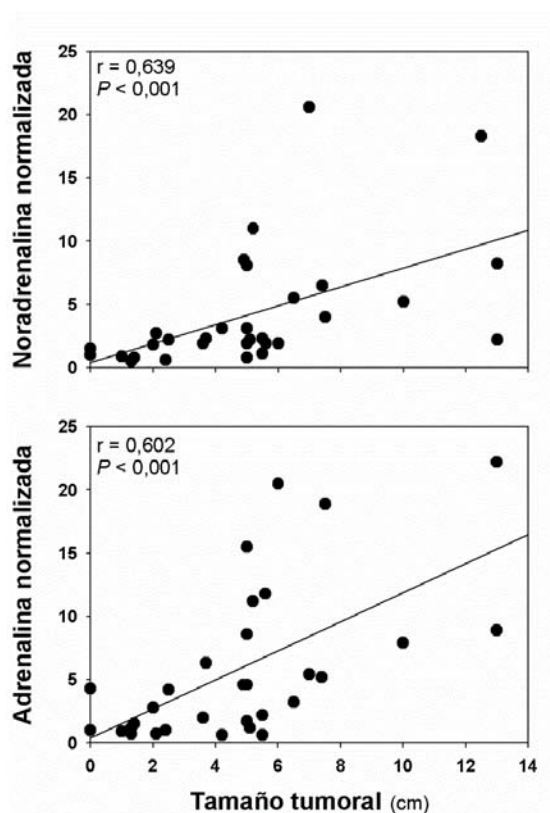 r = 0,639
P < 0,001
Noradrenalina normalizada
25
20
15
10
5
0
r = 0,602
P < 0,001
Adrenalina normalizada
25
20
15
10
5
0
0 2 4 6 8 10 12 14
Tamaño tumoral (cm)